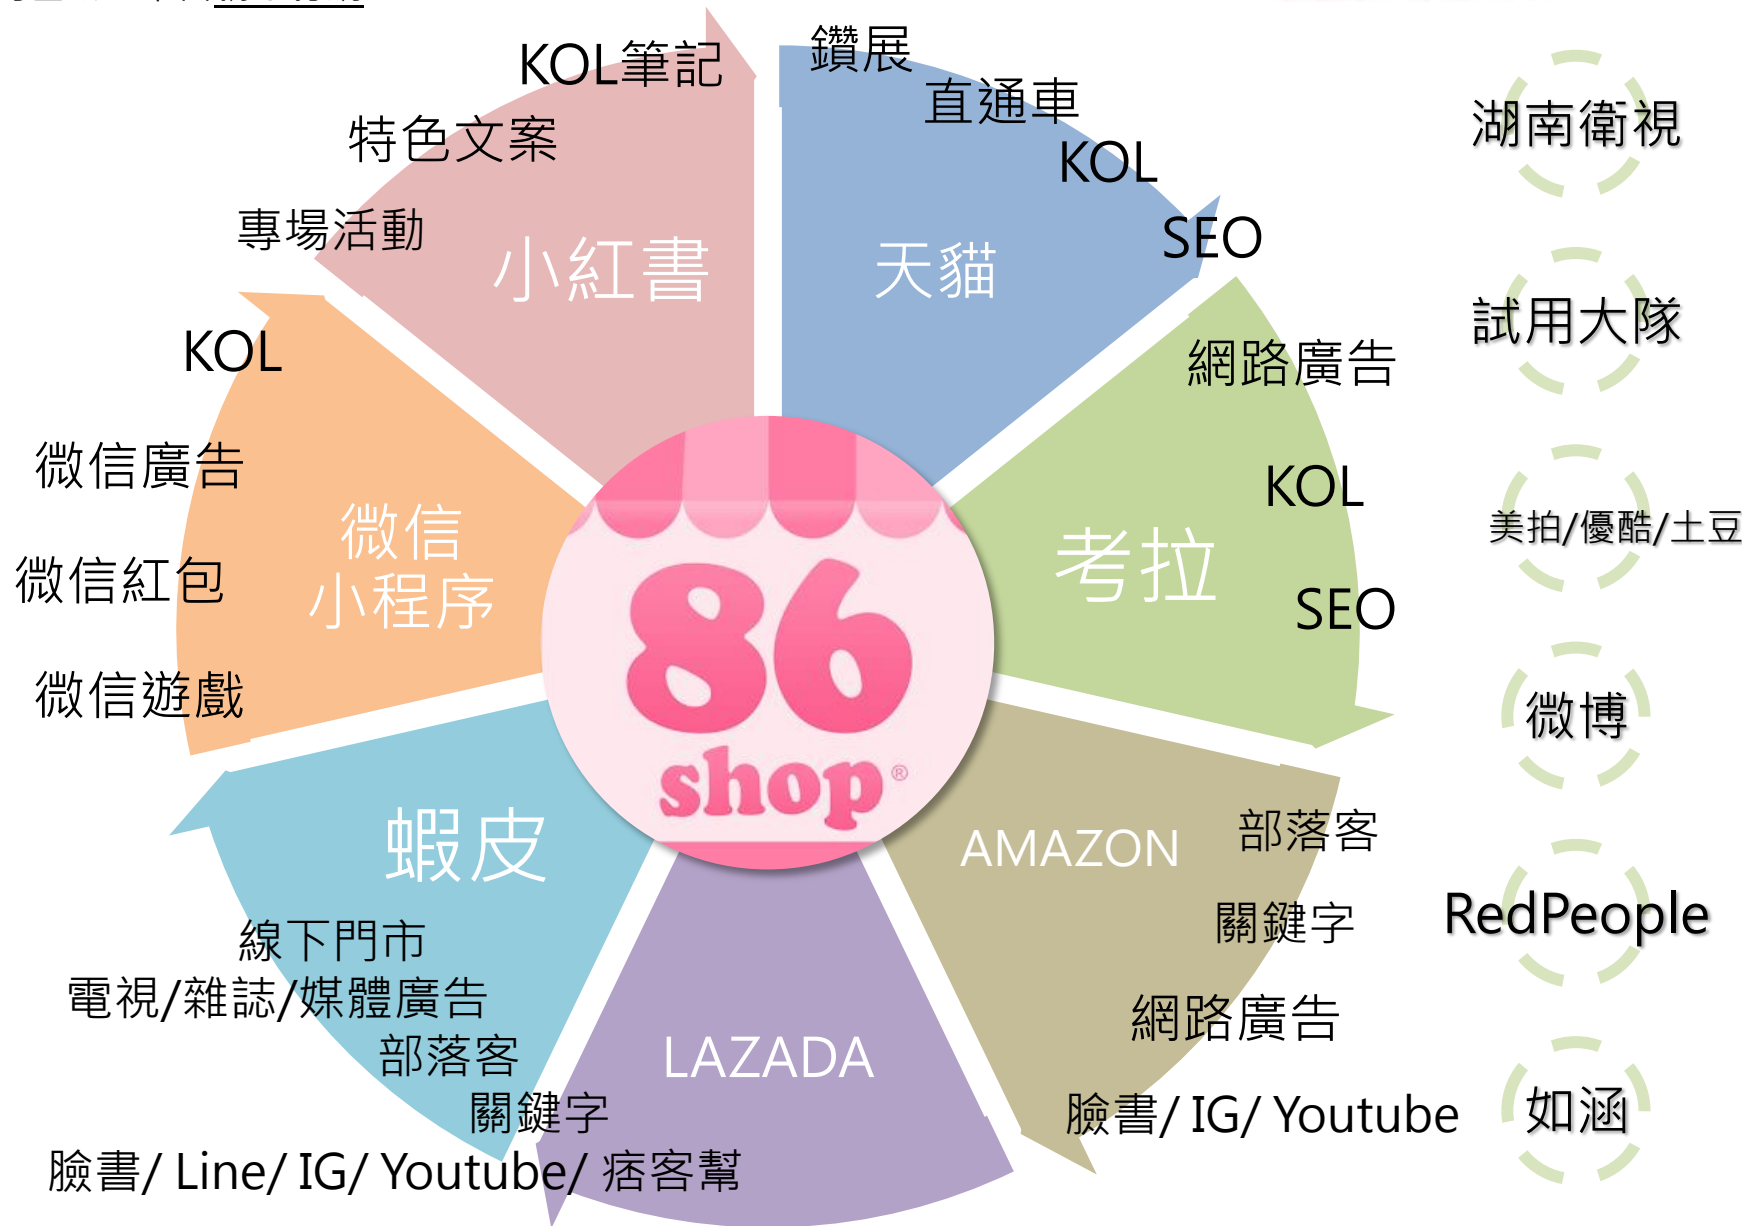 KOL筆記
特色文案
專場活動
小紅書
鑽展
直通車
KOL
SEO
天貓
網路廣告
KOL
SEO
考拉
KOL
微信廣告
微信紅包
微信遊戲
微信
小程序
86
shop®
蝦皮
線下門市
電視/雜誌/媒體廣告
部落客
關鍵字
臉書/ Line/ IG/ Youtube/ 痞客幫
LAZADA
AMAZON
部落客
關鍵字
網路廣告
臉書/ IG/ Youtube
湖南衛視
試用大隊
美拍/優酷/土豆
微博
RedPeople
如涵